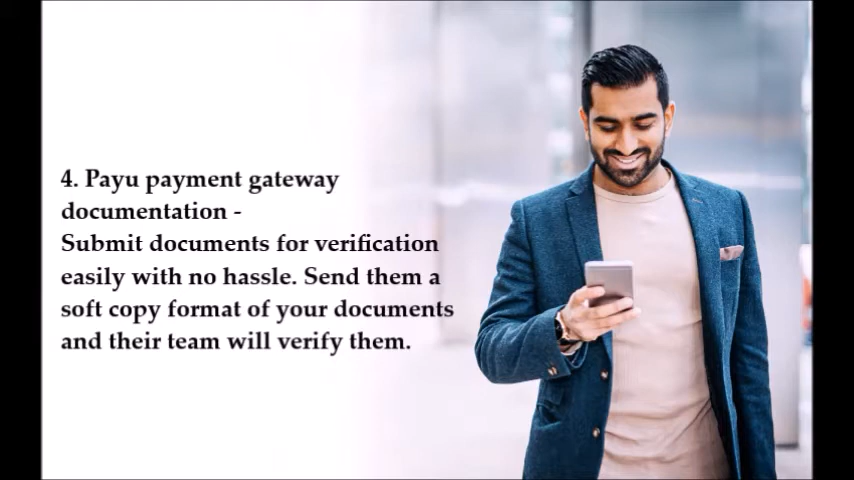 4. Payu payment gateway
documentation -
Submit documents for verification
easily with no hassle. Send them a
soft copy format of your documents
and their team will verify them.